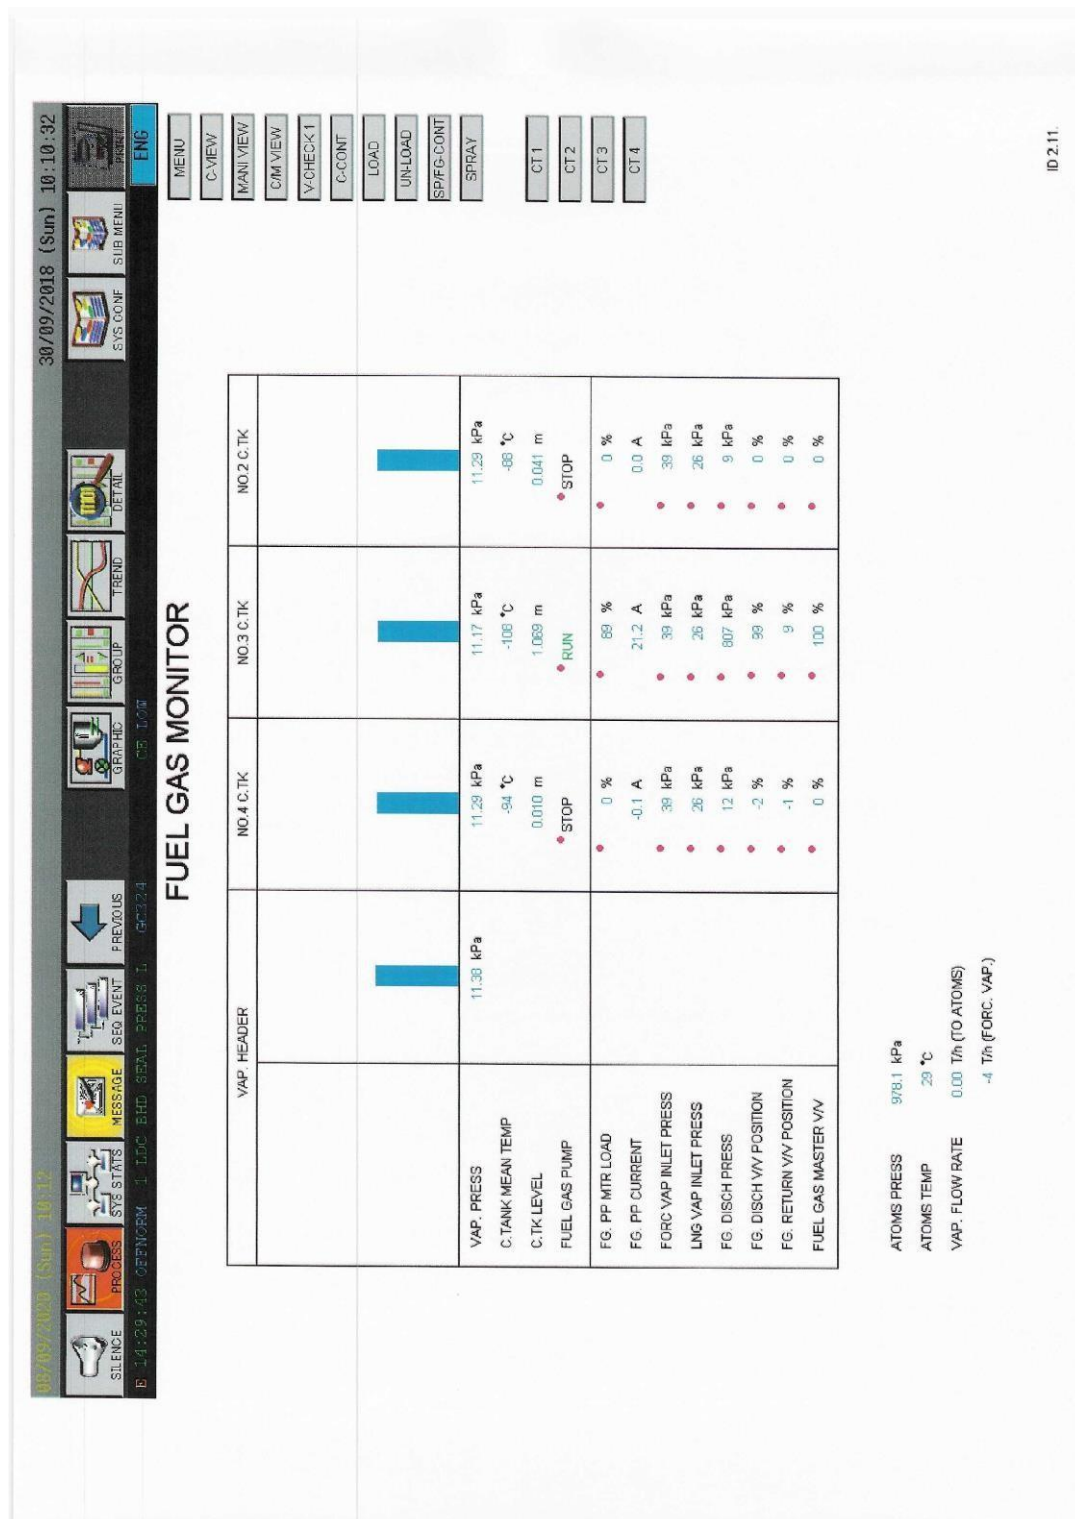 08/09/2020 (Sun) 10:12 30/09/2018 (Sun) 10:10:32
SILENCE PROCESS SYS STATS MESSAGE SEQ EVENT PREVIOUS GRAPHIC GROUP TREND DETAIL SYS CONF SUB MENU PRINT
E 14:29:43 OFFNORM 1 LDC BHD SEAL PRESS L GC324 CE LOW ENG
FUEL GAS MONITOR
MENU
C-VIEW
MANI VIEW
C/M VIEW
V-CHECK 1
C-CONT
LOAD
UN-LOAD
SP/FG-CONT
SPRAY
CT 1
CT 2
CT 3
CT 4
VAP. HEADER NO.4 C.TK NO.3 C.TK NO.2 C.TK
VAP. PRESS 11.38 kPa 11.29 kPa 11.17 kPa 11.29 kPa
C.TANK MEAN TEMP -94 °C -108 °C -88 °C
C.TK LEVEL 0.010 m 1.069 m 0.041 m
FUEL GAS PUMP STOP RUN STOP
FG. PP MTR LOAD 0 % 89 % 0 %
FG. PP CURRENT -0.1 A 21.2 A 0.0 A
FORC VAP INLET PRESS 39 kPa 39 kPa 39 kPa
LNG VAP INLET PRESS 26 kPa 26 kPa 26 kPa
FG. DISCH PRESS 12 kPa 807 kPa 9 kPa
FG. DISCH V/V POSITION -2 % 99 % 0 %
FG. RETURN V/V POSITION -1 % 9 % 0 %
FUEL GAS MASTER V/V 0 % 100 % 0 %
ATOMS PRESS 978.1 kPa
ATOMS TEMP 29 °C
VAP. FLOW RATE 0.00 T/h (TO ATOMS)
-4 T/h (FORC. VAP.)
ID 2.11.